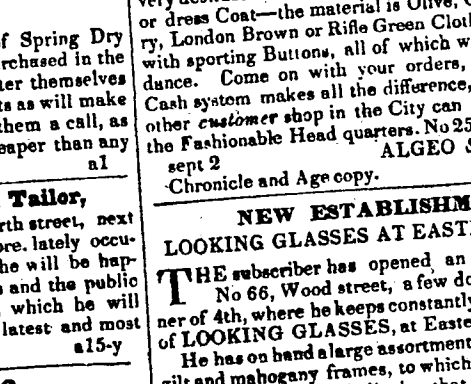 of Spring Dry
rchased in the
ter themselves
ts as will make
them a call, as
eaper than any
a1
Tailor,
rth street, next
ore. lately occu-
he will be hap-
s and the public
which he will
latest and most
a15-y
or dress Coat—the material is Olive,
ry, London Brown or Rifle Green Clot
with sporting Buttons, all of which w
dance. Come on with your orders,
Cash system makes all the difference,
other customer shop in the City can
the Fashionable Head quarters. No 25
sept 2 ALGEO &
Chronicle and Age copy.
NEW ESTABLISHM
LOOKING GLASSES AT EAST
THE subscriber has opened an
No 66, Wood street, a few do
ner of 4th, where he keeps constantly
of LOOKING GLASSES, at Easte
He has on hand a large assortment
gilt and mahogany frames, to which